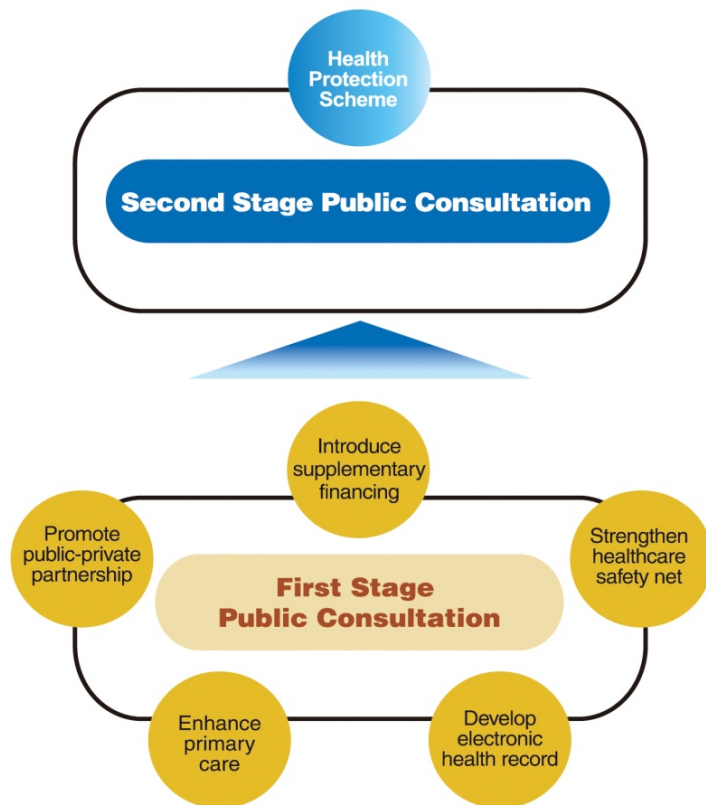 Health
Protection
Scheme
Second Stage Public Consultation
Introduce
supplementary
financing
Promote
public-private
partnership
Strengthen
healthcare
safety net
First Stage
Public Consultation
Enhance
primary
care
Develop
electronic
health record